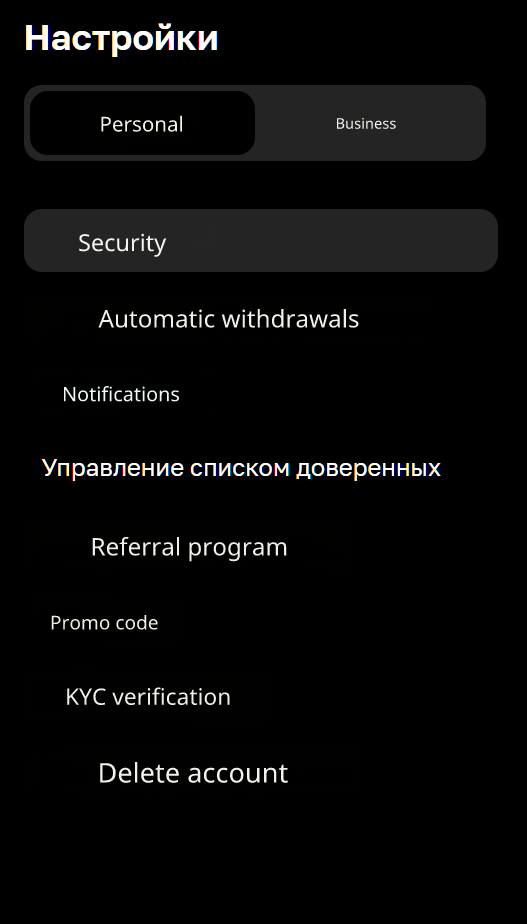 Настройки
Personal
Business
Security
Automatic withdrawals
Notifications
Управление списком доверенных
Referral program
Promo code
KYC verification
Delete account